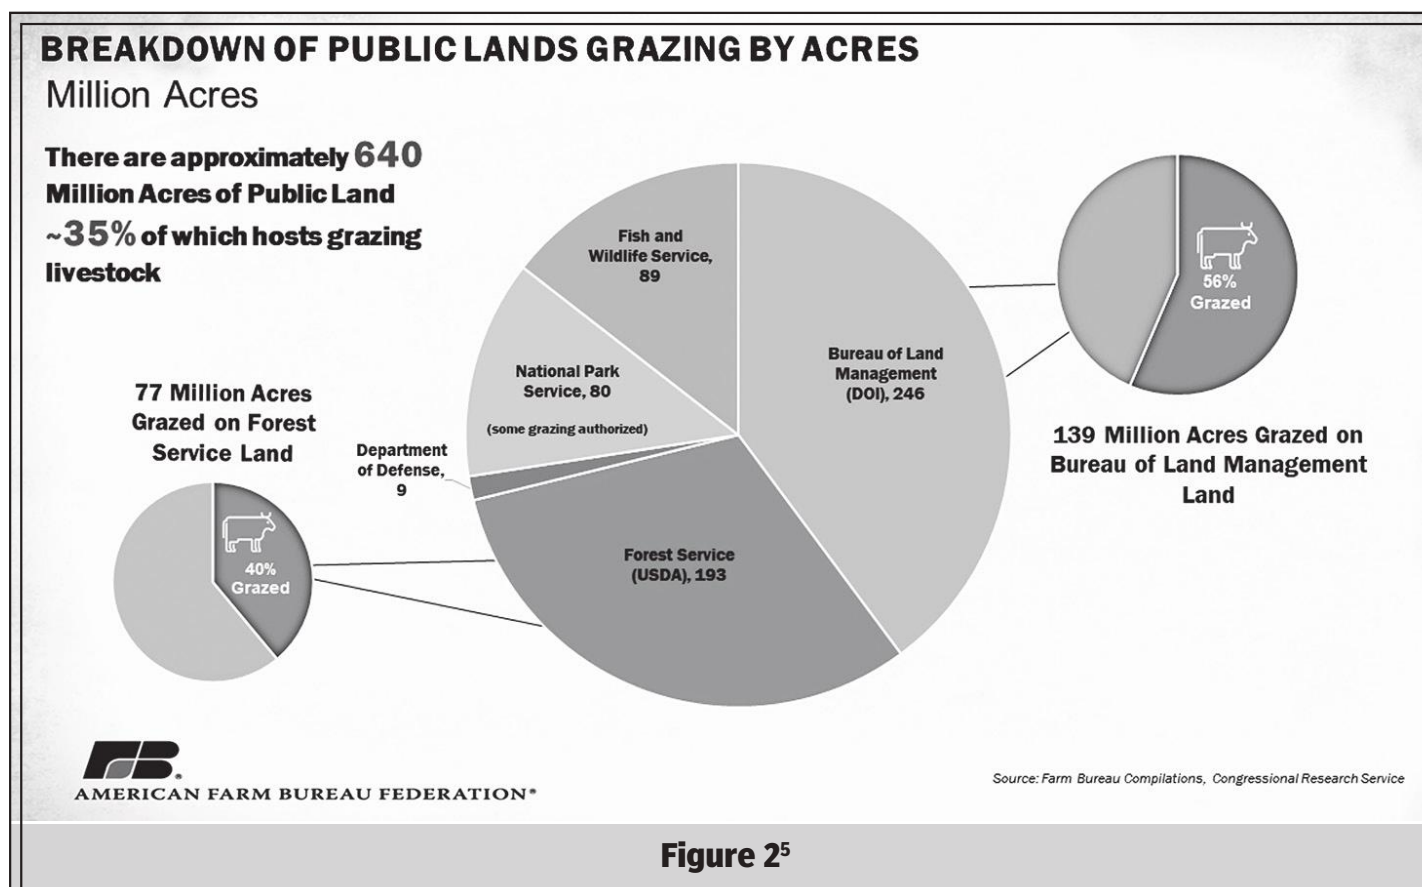 BREAKDOWN OF PUBLIC LANDS GRAZING BY ACRES
Million Acres
There are approximately 640
Million Acres of Public Land
~35% of which hosts grazing
livestock
Fish and
Wildlife Service,
89
National Park
Service, 80
(some grazing authorized)
Department
of Defense,
9
Bureau of Land
Management
(DOI), 246
Forest Service
(USDA), 193
56%
Grazed
139 Million Acres Grazed on
Bureau of Land Management
Land
77 Million Acres
Grazed on Forest
Service Land
40%
Grazed
FB®
AMERICAN FARM BUREAU FEDERATION®
Source: Farm Bureau Compilations, Congressional Research Service
Figure 2⁵